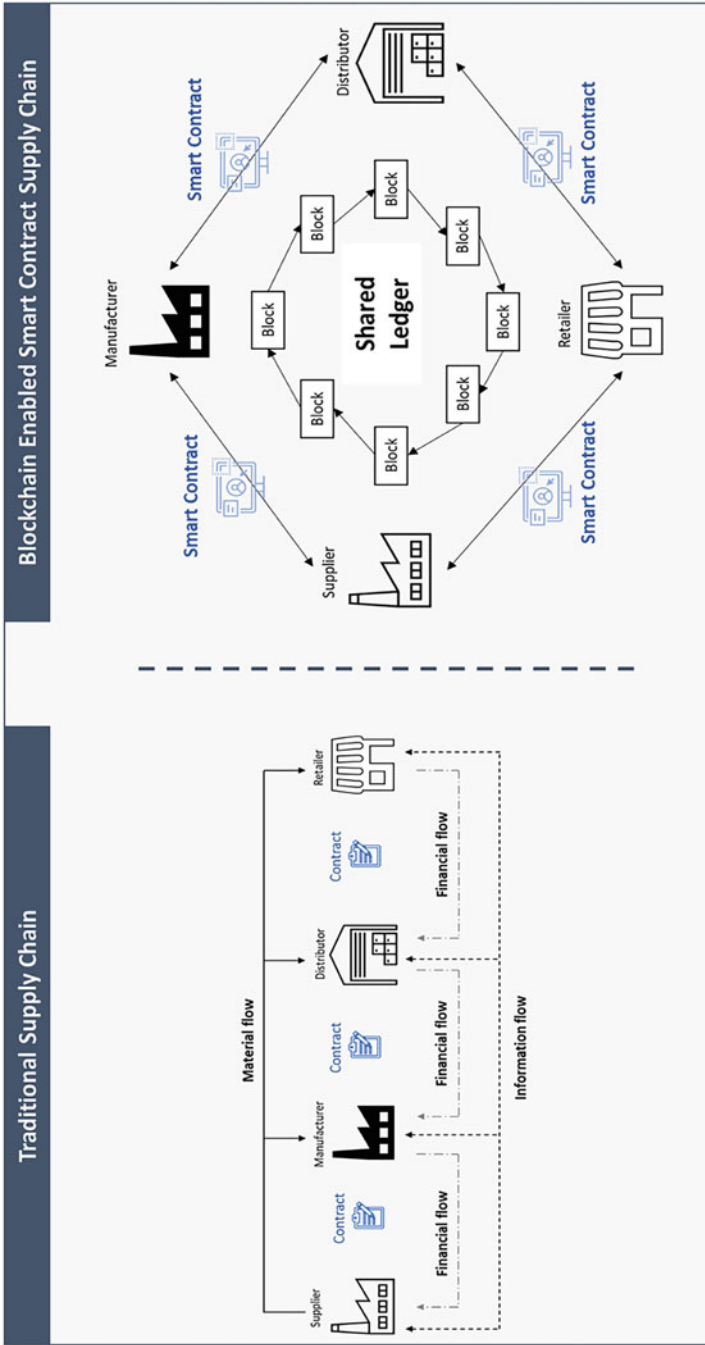 Traditional Supply Chain
Material flow
Supplier
Contract
Manufacturer
Contract
Distributor
Contract
Retailer
Financial flow
Financial flow
Financial flow
Information flow
Blockchain Enabled Smart Contract Supply Chain
Manufacturer
Smart Contract
Smart Contract
Supplier
Distributor
Block
Block
Block
Block
Block
Shared
Ledger
Block
Block
Block
Smart Contract
Smart Contract
Retailer